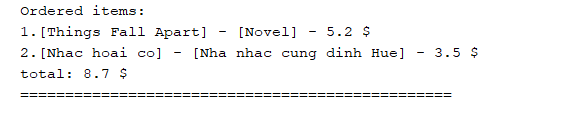 Ordered items:
1.[Things Fall Apart] - [Novel] - 5.2 $
2.[Nhac hoai co] - [Nha nhac cung dinh Hue] - 3.5 $
total: 8.7 $
================================================